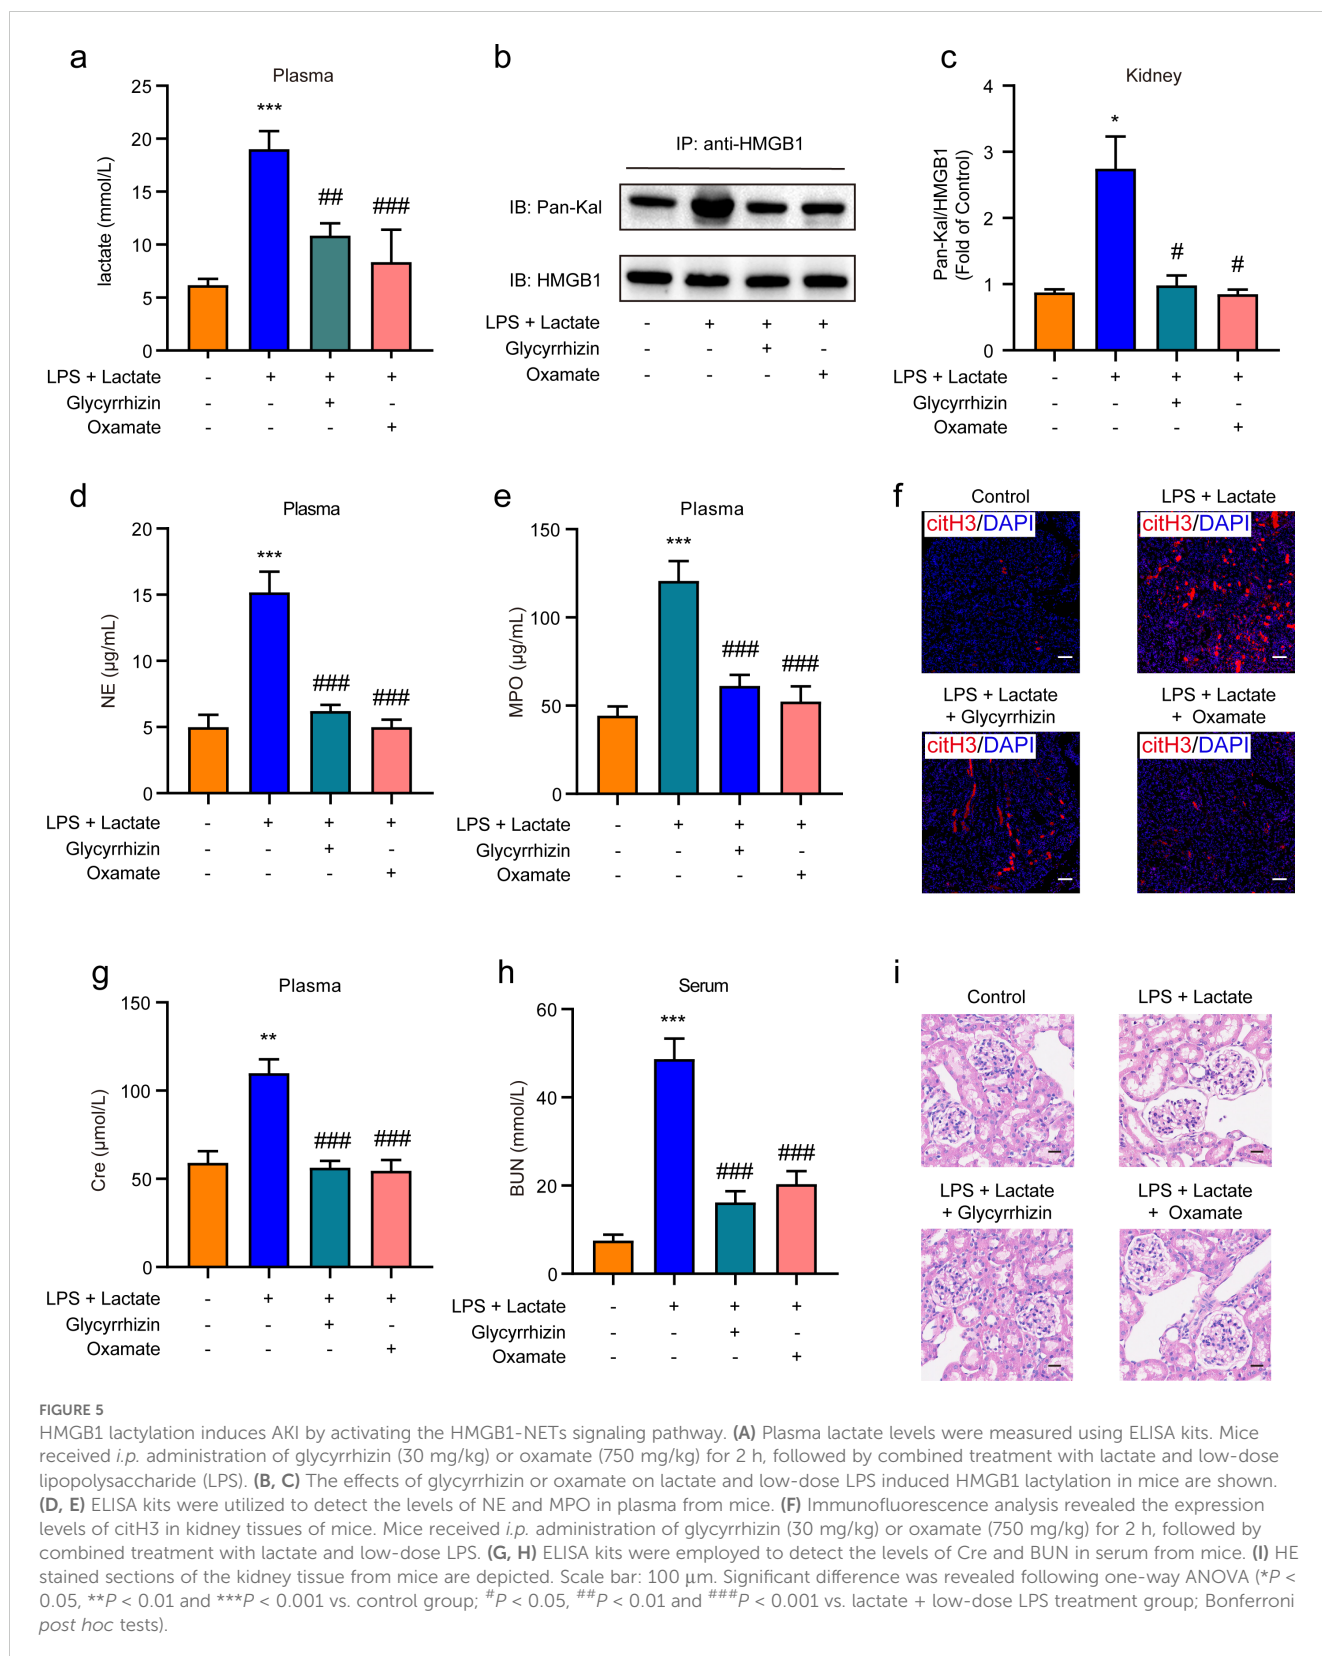 a
Plasma
lactate (mmol/L)
25
20
15
10
5
0
***
##
###
LPS + Lactate - + + +
Glycyrrhizin - - + -
Oxamate - - - +
b
IP: anti-HMGB1
IB: Pan-Kal
IB: HMGB1
LPS + Lactate - + + +
Glycyrrhizin - - + -
Oxamate - - - +
c
Kidney
Pan-Kal/HMGB1
(Fold of Control)
4
3
2
1
0
*
#
#
LPS + Lactate - + + +
Glycyrrhizin - - + -
Oxamate - - - +
d
Plasma
NE (μg/mL)
20
15
10
5
0
***
###
###
LPS + Lactate - + + +
Glycyrrhizin - - + -
Oxamate - - - +
e
Plasma
MPO (μg/mL)
150
100
50
0
***
###
###
LPS + Lactate - + + +
Glycyrrhizin - - + -
Oxamate - - - +
f
Control
citH3/DAPI
LPS + Lactate
citH3/DAPI
LPS + Lactate
+ Glycyrrhizin
citH3/DAPI
LPS + Lactate
+ Oxamate
citH3/DAPI
g
Plasma
Cre (μmol/L)
150
100
50
0
**
###
###
LPS + Lactate - + + +
Glycyrrhizin - - + -
Oxamate - - - +
h
Serum
BUN (mmol/L)
60
40
20
0
***
###
###
LPS + Lactate - + + +
Glycyrrhizin - - + -
Oxamate - - - +
i
Control
LPS + Lactate
LPS + Lactate
+ Glycyrrhizin
LPS + Lactate
+ Oxamate
FIGURE 5
HMGB1 lactylation induces AKI by activating the HMGB1-NETs signaling pathway. (A) Plasma lactate levels were measured using ELISA kits. Mice
received i.p. administration of glycyrrhizin (30 mg/kg) or oxamate (750 mg/kg) for 2 h, followed by combined treatment with lactate and low-dose
lipopolysaccharide (LPS). (B, C) The effects of glycyrrhizin or oxamate on lactate and low-dose LPS induced HMGB1 lactylation in mice are shown.
(D, E) ELISA kits were utilized to detect the levels of NE and MPO in plasma from mice. (F) Immunofluorescence analysis revealed the expression
levels of citH3 in kidney tissues of mice. Mice received i.p. administration of glycyrrhizin (30 mg/kg) or oxamate (750 mg/kg) for 2 h, followed by
combined treatment with lactate and low-dose LPS. (G, H) ELISA kits were employed to detect the levels of Cre and BUN in serum from mice. (I) HE
stained sections of the kidney tissue from mice are depicted. Scale bar: 100 μm. Significant difference was revealed following one-way ANOVA (*P <
0.05, **P < 0.01 and ***P < 0.001 vs. control group; #P < 0.05, ##P < 0.01 and ###P < 0.001 vs. lactate + low-dose LPS treatment group; Bonferroni
post hoc tests).